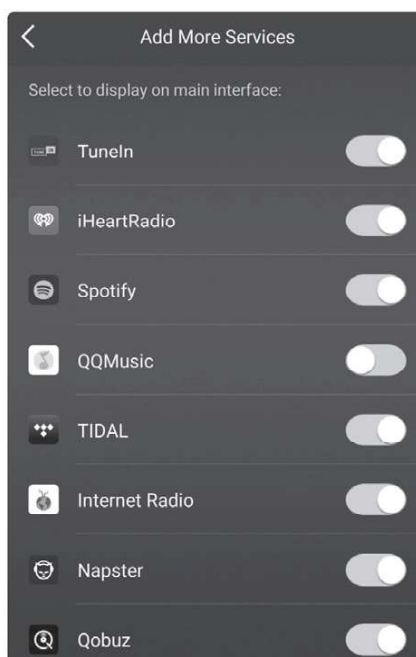 Add More Services
Select to display on main interface:
TuneIn
iHeartRadio
Spotify
QQMusic
TIDAL
Internet Radio
Napster
Qobuz